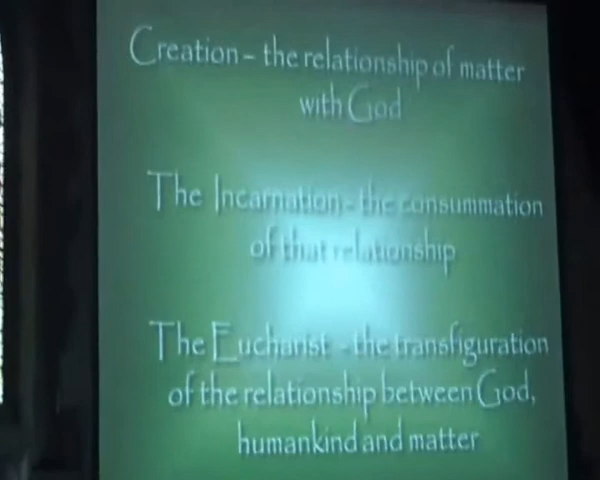 Creation - the relationship of matter
with God
The Incarnation - the consummation
of that relationship
The Eucharist - the transfiguration
of the relationship between God,
humankind and matter